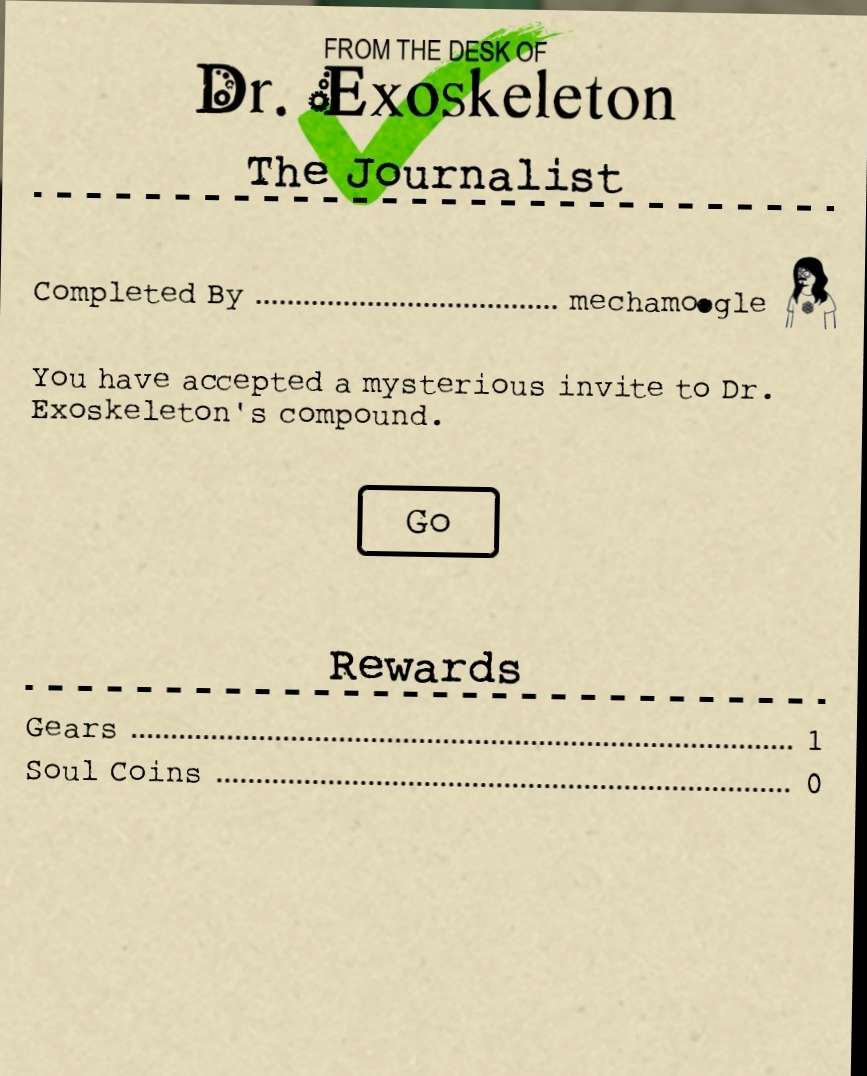 FROM THE DESK OF
Dr. Exoskeleton
The Journalist
Completed By ...................................... mechamoogle
You have accepted a mysterious invite to Dr.
Exoskeleton's compound.
Go
Rewards
Gears ................................................................................... 1
Soul Coins ........................................................................ 0